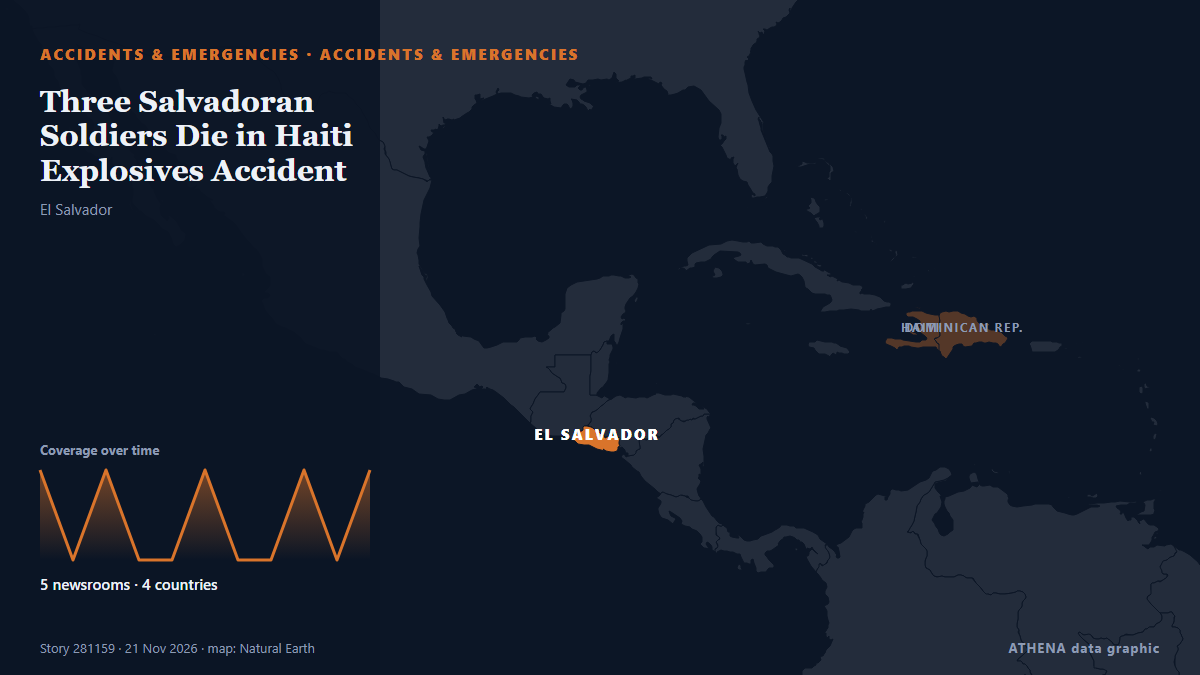 ACCIDENTS & EMERGENCIES · ACCIDENTS & EMERGENCIES
Three Salvadoran
Soldiers Die in Haiti
Explosives Accident
El Salvador
HAITI
DOMINICAN REP.
EL SALVADOR
Coverage over time
5 newsrooms · 4 countries
Story 281159 · 21 Nov 2026 · map: Natural Earth
ATHENA data graphic